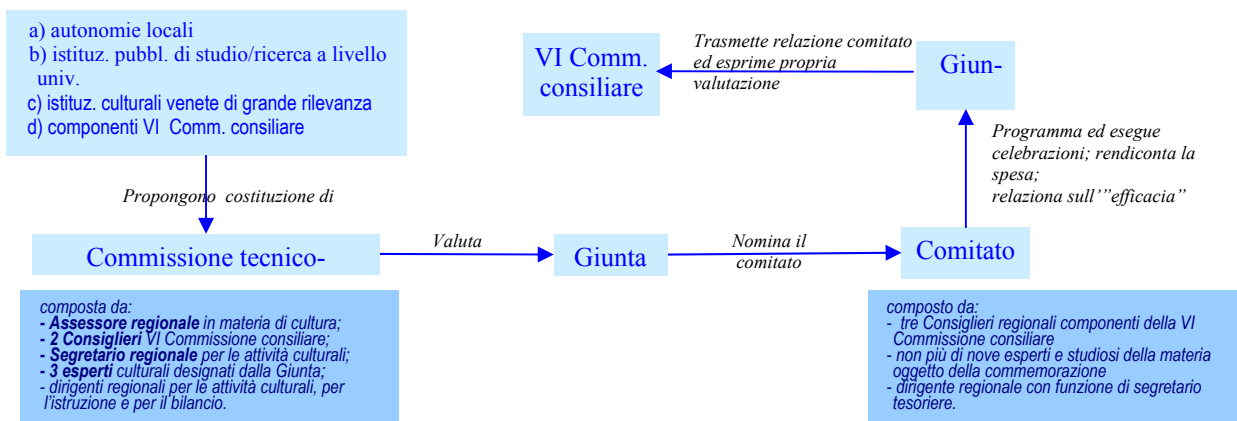 a) autonomie locali
b) istituz. pubbl. di studio/ricerca a livello
univ.
c) istituz. culturali venete di grande rilevanza
d) componenti VI Comm. consiliare
VI Comm.
consiliare
Trasmette relazione comitato
ed esprime propria
valutazione
Giun-
Programma ed esegue
celebrazioni; rendiconta la
spesa;
relaziona sull'"efficacia"
Propongono costituzione di
Commissione tecnico-
Valuta
Giunta
Nomina il
comitato
Comitato
composta da:
- Assessore regionale in materia di cultura;
- 2 Consiglieri VI Commissione consiliare;
- Segretario regionale per le attività culturali;
- 3 esperti culturali designati dalla Giunta;
- dirigenti regionali per le attività culturali, per
l'istruzione e per il bilancio.
composto da:
- tre Consiglieri regionali componenti della VI
Commissione consiliare
- non più di nove esperti e studiosi della materia
oggetto della commemorazione
- dirigente regionale con funzione di segretario
tesoriere.